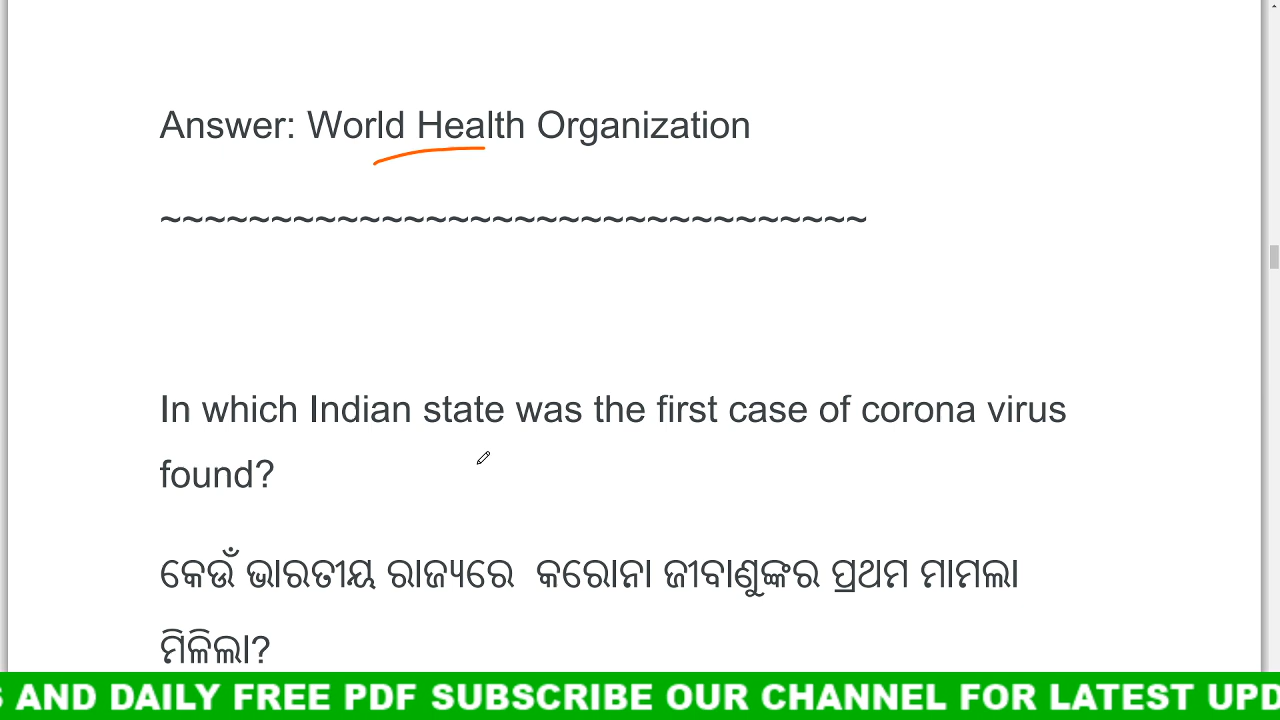 Answer: World Health Organization
~~~~~~~~~~~~~~~~~~~~~~~~~~~~~~~~
In which Indian state was the first case of corona virus
found?
କେଉଁ ଭାରତୀୟ ରାଜ୍ୟରେ  କରୋନା ଜୀବାଣୁଙ୍କର ପ୍ରଥମ ମାମଲା
ମିଳିଲା?
S AND DAILY FREE PDF SUBSCRIBE OUR CHANNEL FOR LATEST UPD